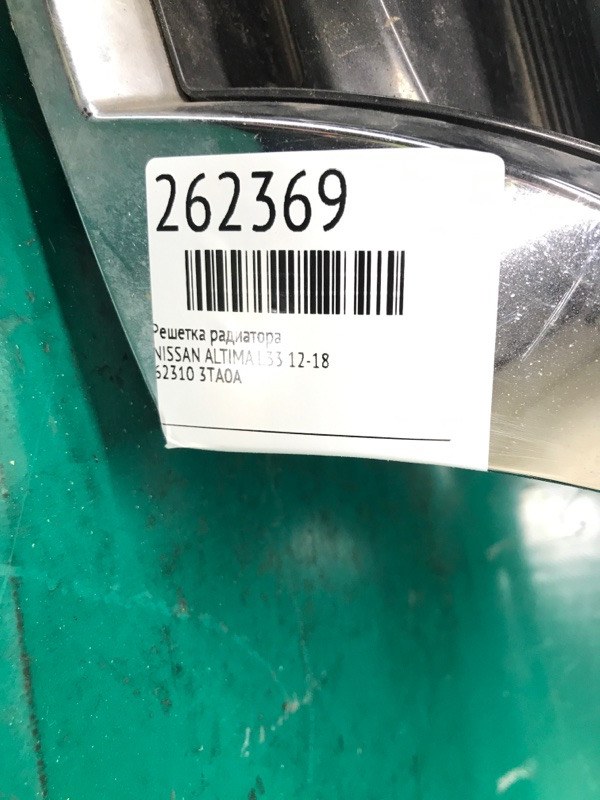 262369
Решетка радиатора
NISSAN ALTIMA L33 12-18
62310 3TA0A